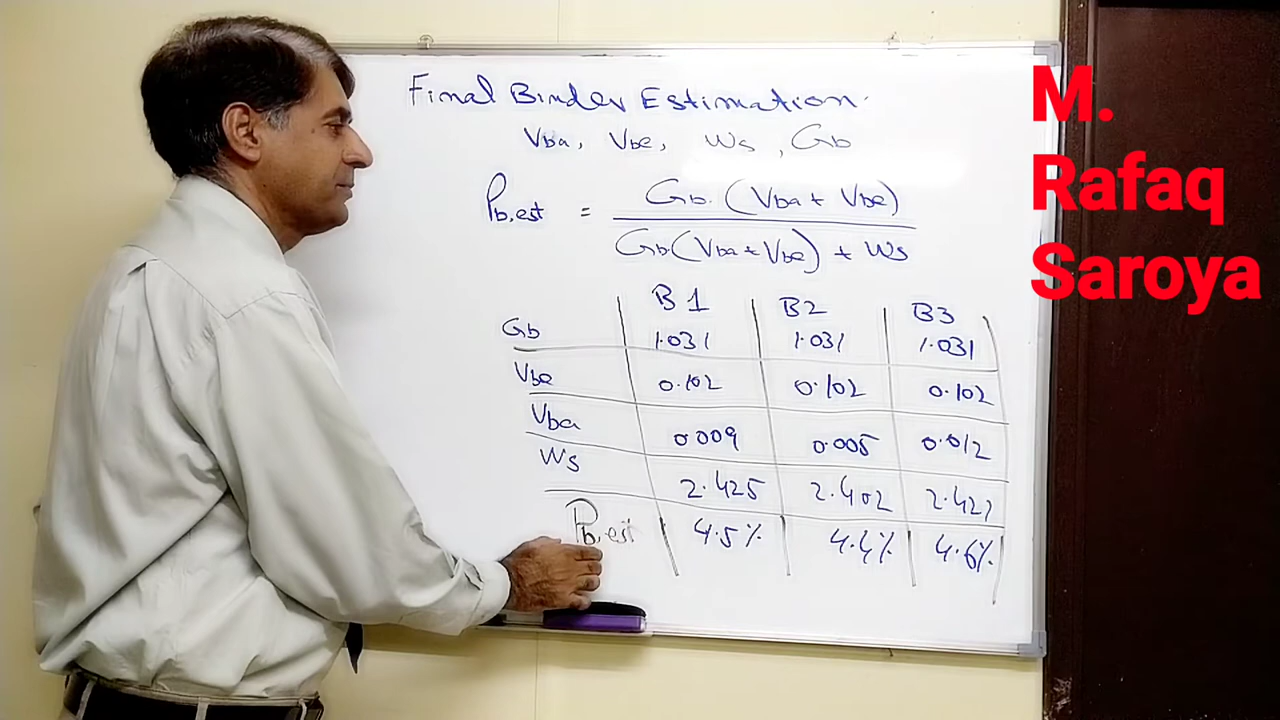 Final Binder Estimation.
Vba, Vbe, Ws, Gb
Pb,est = Gb.(Vba + Vbe)
Gb(Vba + Vbe) + Ws
B1 B2 B3
Gb 1.031 1.031 1.031
Vbe 0.102 0.102 0.102
Vba 0.009 0.005 0.012
Ws 2.425 2.402 2.427
Pb,est 4.5% 4.4% 4.6%
M.
Rafaq
Saroya